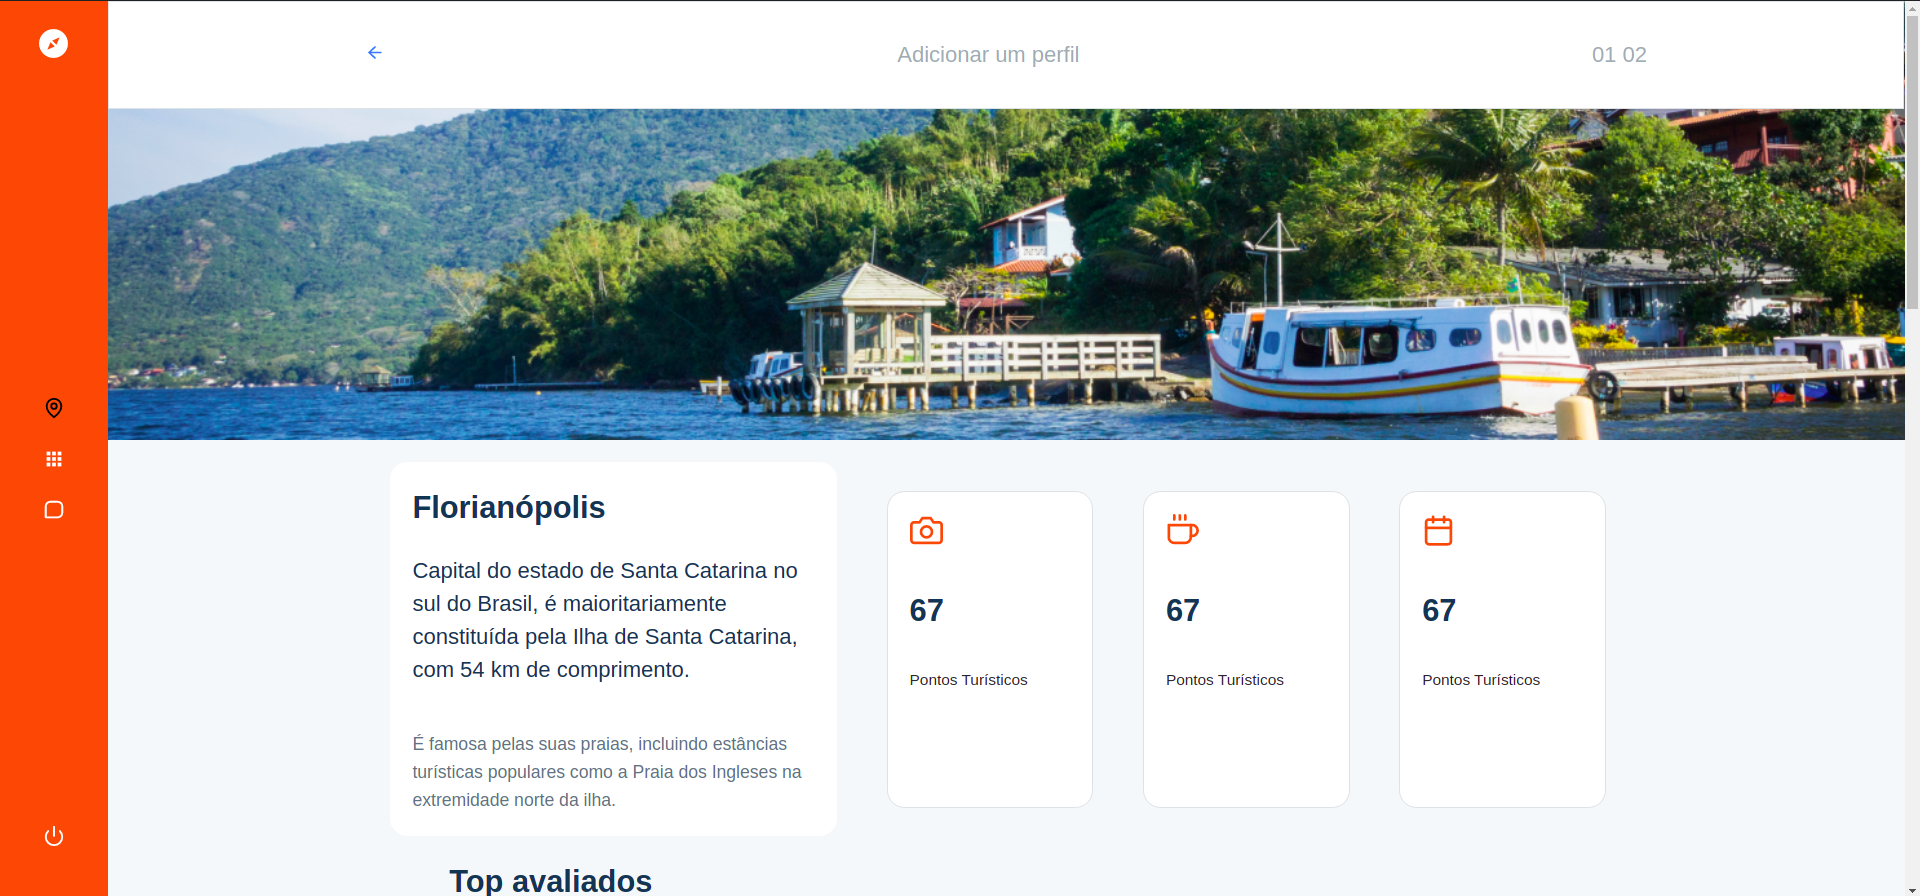 Adicionar um perfil
01 02
Florianópolis
Capital do estado de Santa Catarina no
sul do Brasil, é maioritariamente
constituída pela Ilha de Santa Catarina,
com 54 km de comprimento.
É famosa pelas suas praias, incluindo estâncias
turísticas populares como a Praia dos Ingleses na
extremidade norte da ilha.
67
Pontos Turísticos
67
Pontos Turísticos
67
Pontos Turísticos
Top avaliados